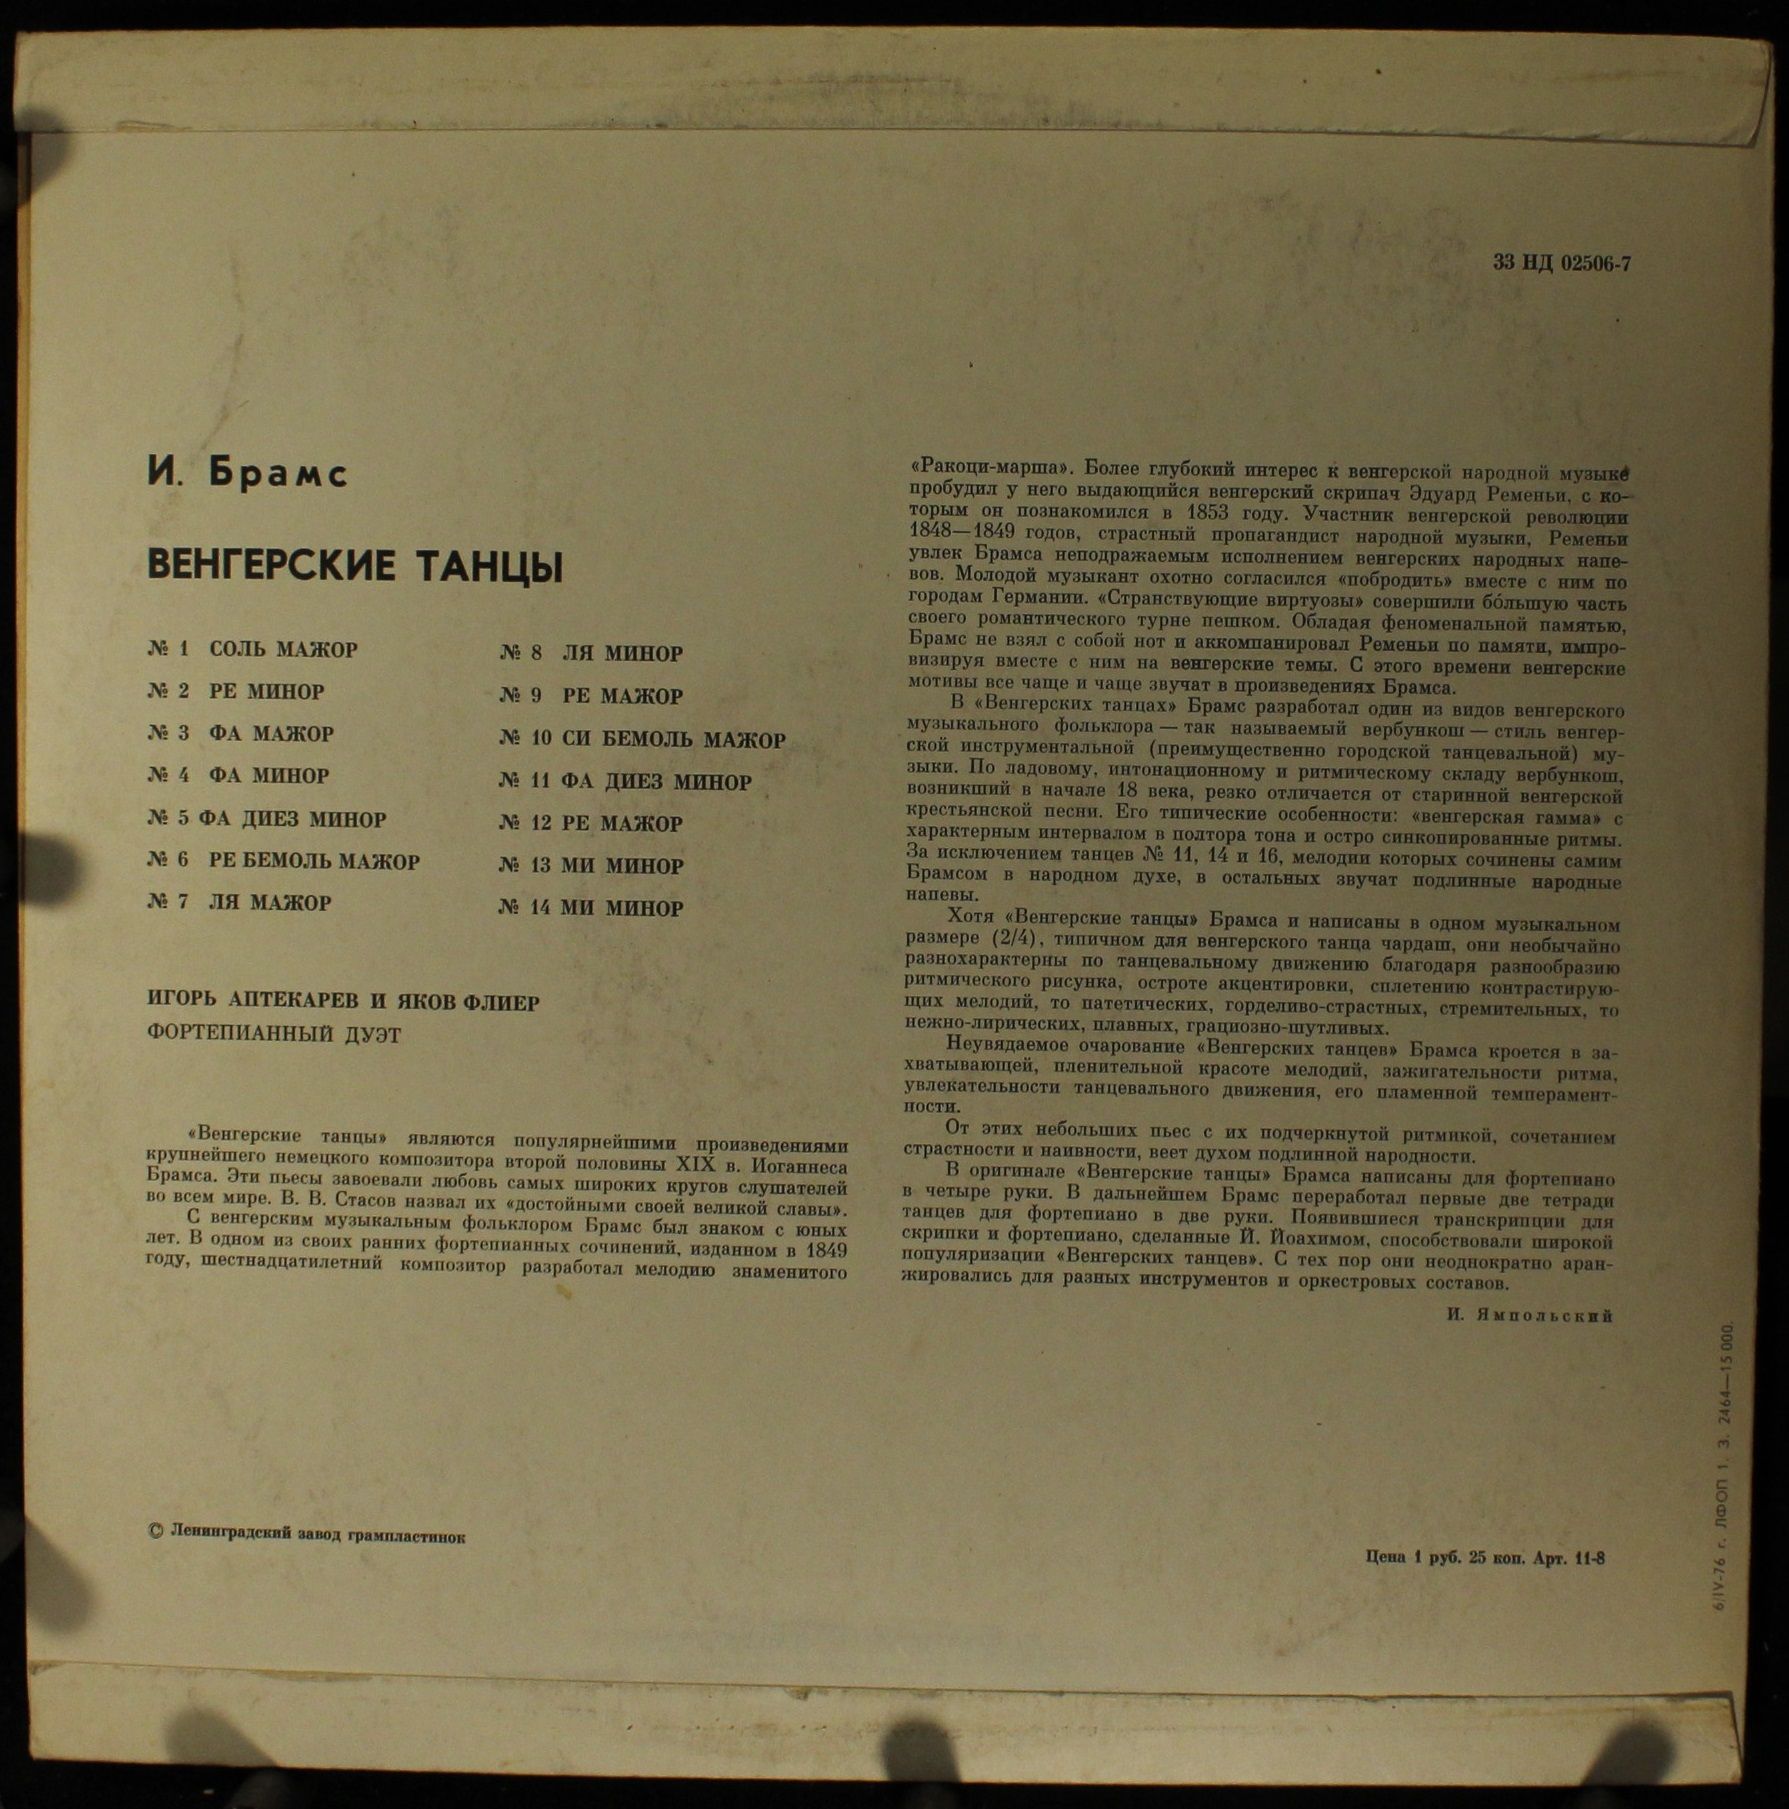 33 НД 02506-7
И. Брамс
ВЕНГЕРСКИЕ ТАНЦЫ
№ 1 СОЛЬ МАЖОР
№ 2 РЕ МИНОР
№ 3 ФА МАЖОР
№ 4 ФА МИНОР
№ 5 ФА ДИЕЗ МИНОР
№ 6 РЕ БЕМОЛЬ МАЖОР
№ 7 ЛЯ МАЖОР
№ 8 ЛЯ МИНОР
№ 9 РЕ МАЖОР
№ 10 СИ БЕМОЛЬ МАЖОР
№ 11 ФА ДИЕЗ МИНОР
№ 12 РЕ МАЖОР
№ 13 МИ МИНОР
№ 14 МИ МИНОР
ИГОРЬ АПТЕКАРЕВ И ЯКОВ ФЛИЕР
ФОРТЕПИАННЫЙ ДУЭТ
«Венгерские танцы» являются популярнейшими произведениями
крупнейшего немецкого композитора второй половины XIX в. Иоганнеса
Брамса. Эти пьесы завоевали любовь самых широких кругов слушателей
во всем мире. В. В. Стасов назвал их «достойными своей великой славы».
С венгерским музыкальным фольклором Брамс был знаком с юных
лет. В одном из своих ранних фортепианных сочинений, изданном в 1849
году, шестнадцатилетний композитор разработал мелодию знаменитого
«Ракоци-марша». Более глубокий интерес к венгерской народной музыке
пробудил у него выдающийся венгерский скрипач Эдуард Ременьи, с ко-
торым он познакомился в 1853 году. Участник венгерской революции
1848—1849 годов, страстный пропагандист народной музыки, Ременьи
увлек Брамса неподражаемым исполнением венгерских народных напе-
вов. Молодой музыкант охотно согласился «побродить» вместе с ним по
городам Германии. «Странствующие виртуозы» совершили бо́льшую часть
своего романтического турне пешком. Обладая феноменальной памятью,
Брамс не взял с собой нот и аккомпанировал Ременьи по памяти, импро-
визируя вместе с ним на венгерские темы. С этого времени венгерские
мотивы все чаще и чаще звучат в произведениях Брамса.
В «Венгерских танцах» Брамс разработал один из видов венгерского
музыкального фольклора — так называемый вербункош — стиль венгер-
ской инструментальной (преимущественно городской танцевальной) му-
зыки. По ладовому, интонационному и ритмическому складу вербункош,
возникший в начале 18 века, резко отличается от старинной венгерской
крестьянской песни. Его типические особенности: «венгерская гамма» с
характерным интервалом в полтора тона и остро синкопированные ритмы.
За исключением танцев № 11, 14 и 16, мелодии которых сочинены самим
Брамсом в народном духе, в остальных звучат подлинные народные
напевы.
Хотя «Венгерские танцы» Брамса и написаны в одном музыкальном
размере (2/4), типичном для венгерского танца чардаш, они необычайно
разнохарактерны по танцевальному движению благодаря разнообразию
ритмического рисунка, остроте акцентировки, сплетению контрастирую-
щих мелодий, то патетических, горделиво-страстных, стремительных, то
нежно-лирических, плавных, грациозно-шутливых.
Неувядаемое очарование «Венгерских танцев» Брамса кроется в за-
хватывающей, пленительной красоте мелодий, зажигательности ритма,
увлекательности танцевального движения, его пламенной темперамент-
ности.
От этих небольших пьес с их подчеркнутой ритмикой, сочетанием
страстности и наивности, веет духом подлинной народности.
В оригинале «Венгерские танцы» Брамса написаны для фортепиано
в четыре руки. В дальнейшем Брамс переработал первые две тетради
танцев для фортепиано в две руки. Появившиеся транскрипции для
скрипки и фортепиано, сделанные Й. Йоахимом, способствовали широкой
популяризации «Венгерских танцев». С тех пор они неоднократно аран-
жировались для разных инструментов и оркестровых составов.
И. Ямпольский
© Ленинградский завод грампластинок
Цена 1 руб. 25 коп. Арт. 11-8
6/IV-76 г. ЛФОП 1. З. 2464—15 000.